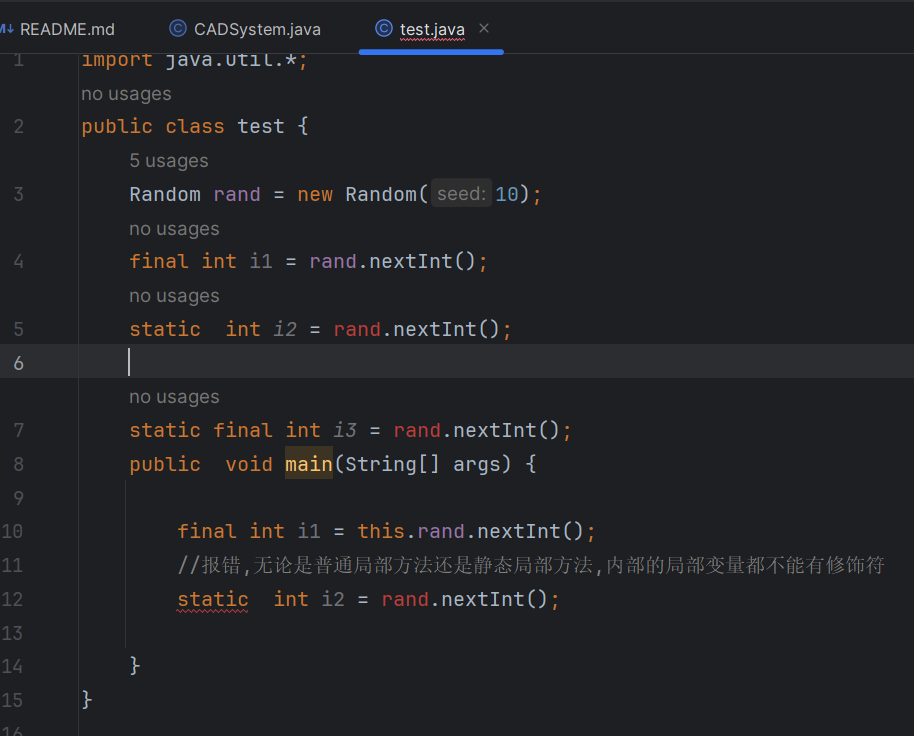 M↓ README.md
C CADSystem.java
C test.java ×
1 import java.util.*;
no usages
2 public class test {
5 usages
3 Random rand = new Random( seed: 10);
no usages
4 final int i1 = rand.nextInt();
no usages
5 static  int i2 = rand.nextInt();
6
no usages
7 static final int i3 = rand.nextInt();
8 public  void main(String[] args) {
9
10 final int i1 = this.rand.nextInt();
11 //报错,无论是普通局部方法还是静态局部方法,内部的局部变量都不能有修饰符
12 static  int i2 = rand.nextInt();
13
14 }
15 }
16